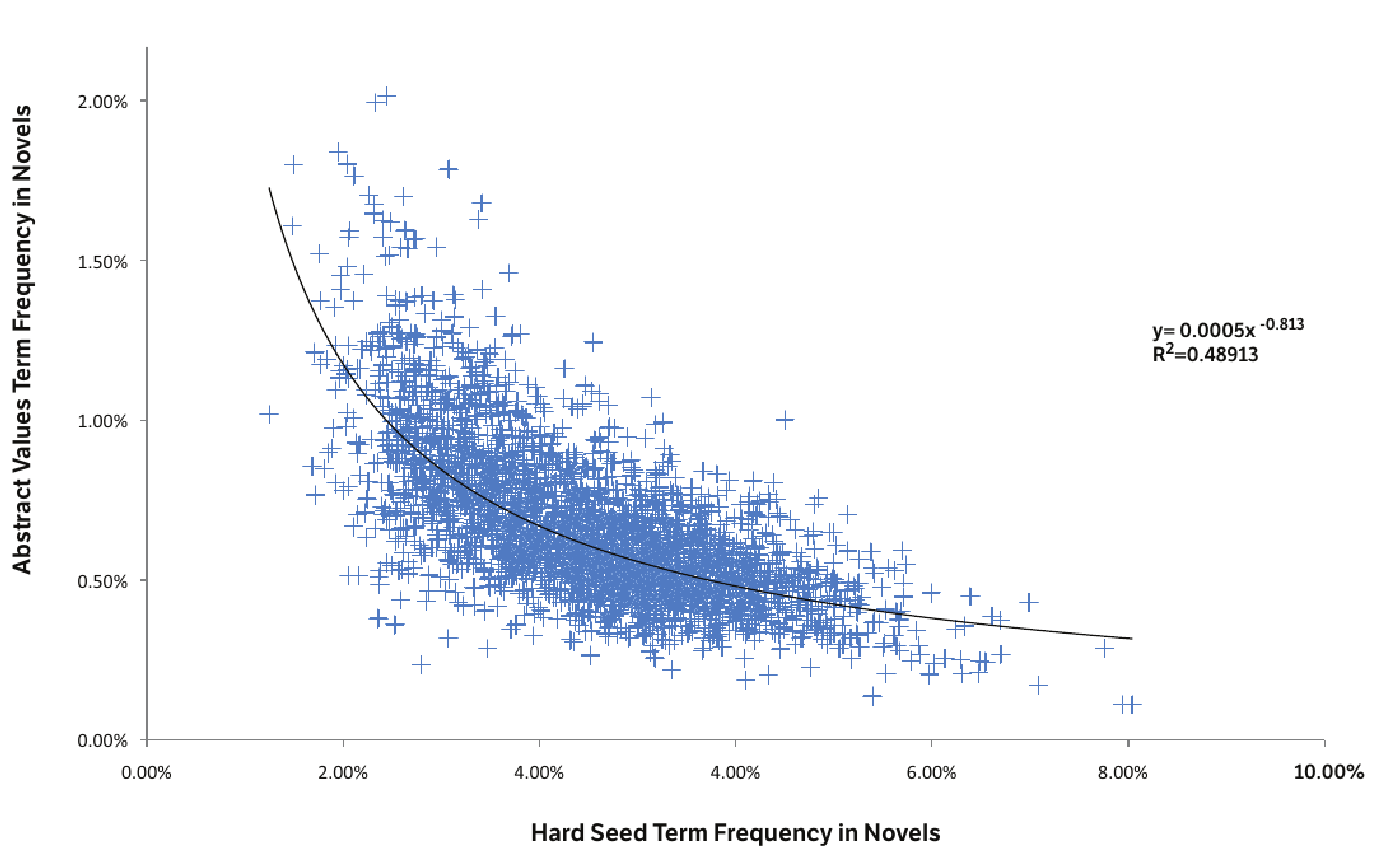 Abstract Values Term Frequency in Novels
2.00%
1.50%
1.00%
0.50%
0.00%
y= 0.0005x -0.813
R2=0.48913
0.00% 2.00% 4.00% 4.00% 6.00% 8.00% 10.00%
Hard Seed Term Frequency in Novels